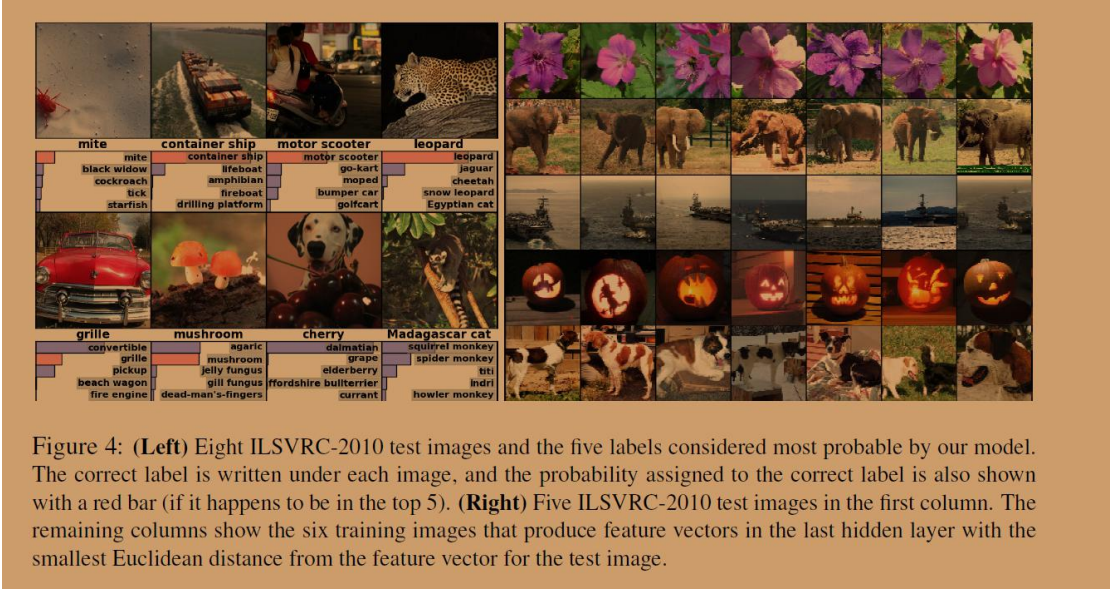 mite container ship motor scooter leopard
mite
black widow
cockroach
tick
starfish
container ship
lifeboat
amphibian
fireboat
drilling platform
motor scooter
go-kart
moped
bumper car
golfcart
leopard
jaguar
cheetah
snow leopard
Egyptian cat
grille mushroom cherry Madagascar cat
convertible
grille
pickup
beach wagon
fire engine
agaric
mushroom
jelly fungus
gill fungus
dead-man's-fingers
dalmatian
grape
elderberry
ffordshire bullterrier
currant
squirrel monkey
spider monkey
titi
indri
howler monkey
Figure 4: (Left) Eight ILSVRC-2010 test images and the five labels considered most probable by our model.
The correct label is written under each image, and the probability assigned to the correct label is also shown
with a red bar (if it happens to be in the top 5). (Right) Five ILSVRC-2010 test images in the first column. The
remaining columns show the six training images that produce feature vectors in the last hidden layer with the
smallest Euclidean distance from the feature vector for the test image.